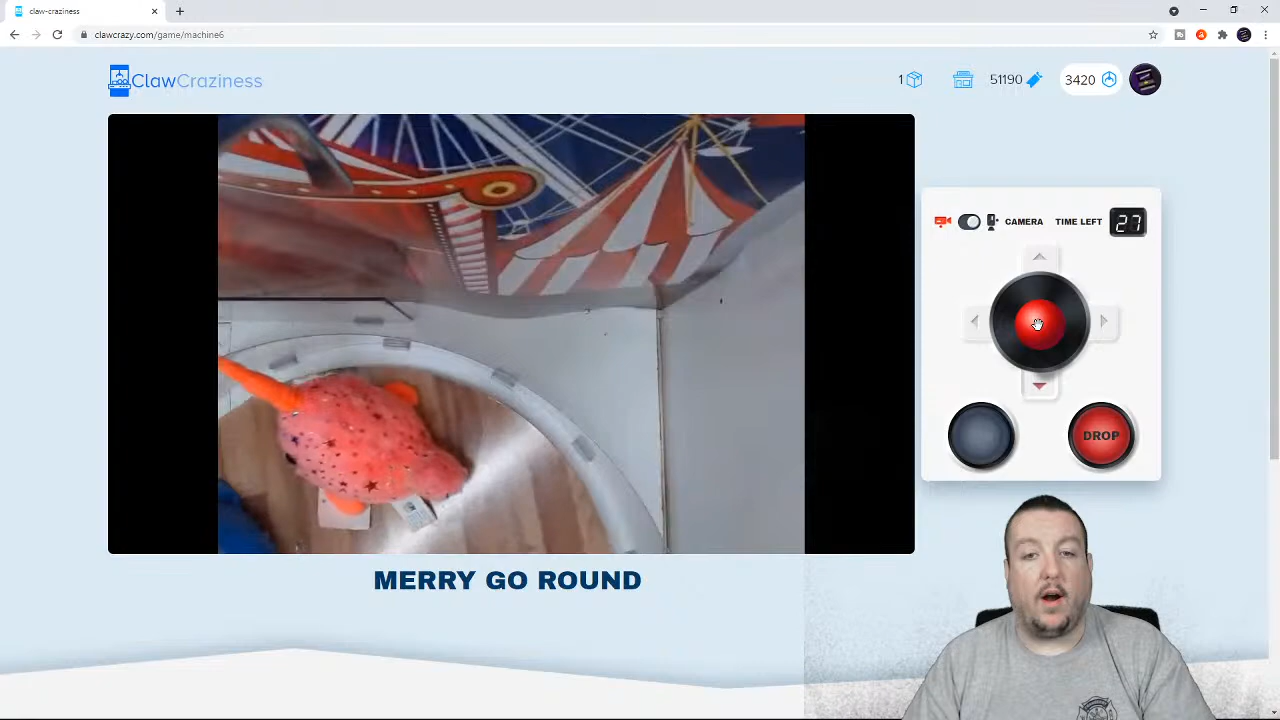 claw-craziness
clawcrazy.com/game/machine6
ClawCraziness
1
51190
3420
CAMERA
TIME LEFT
27
DROP
MERRY GO ROUND